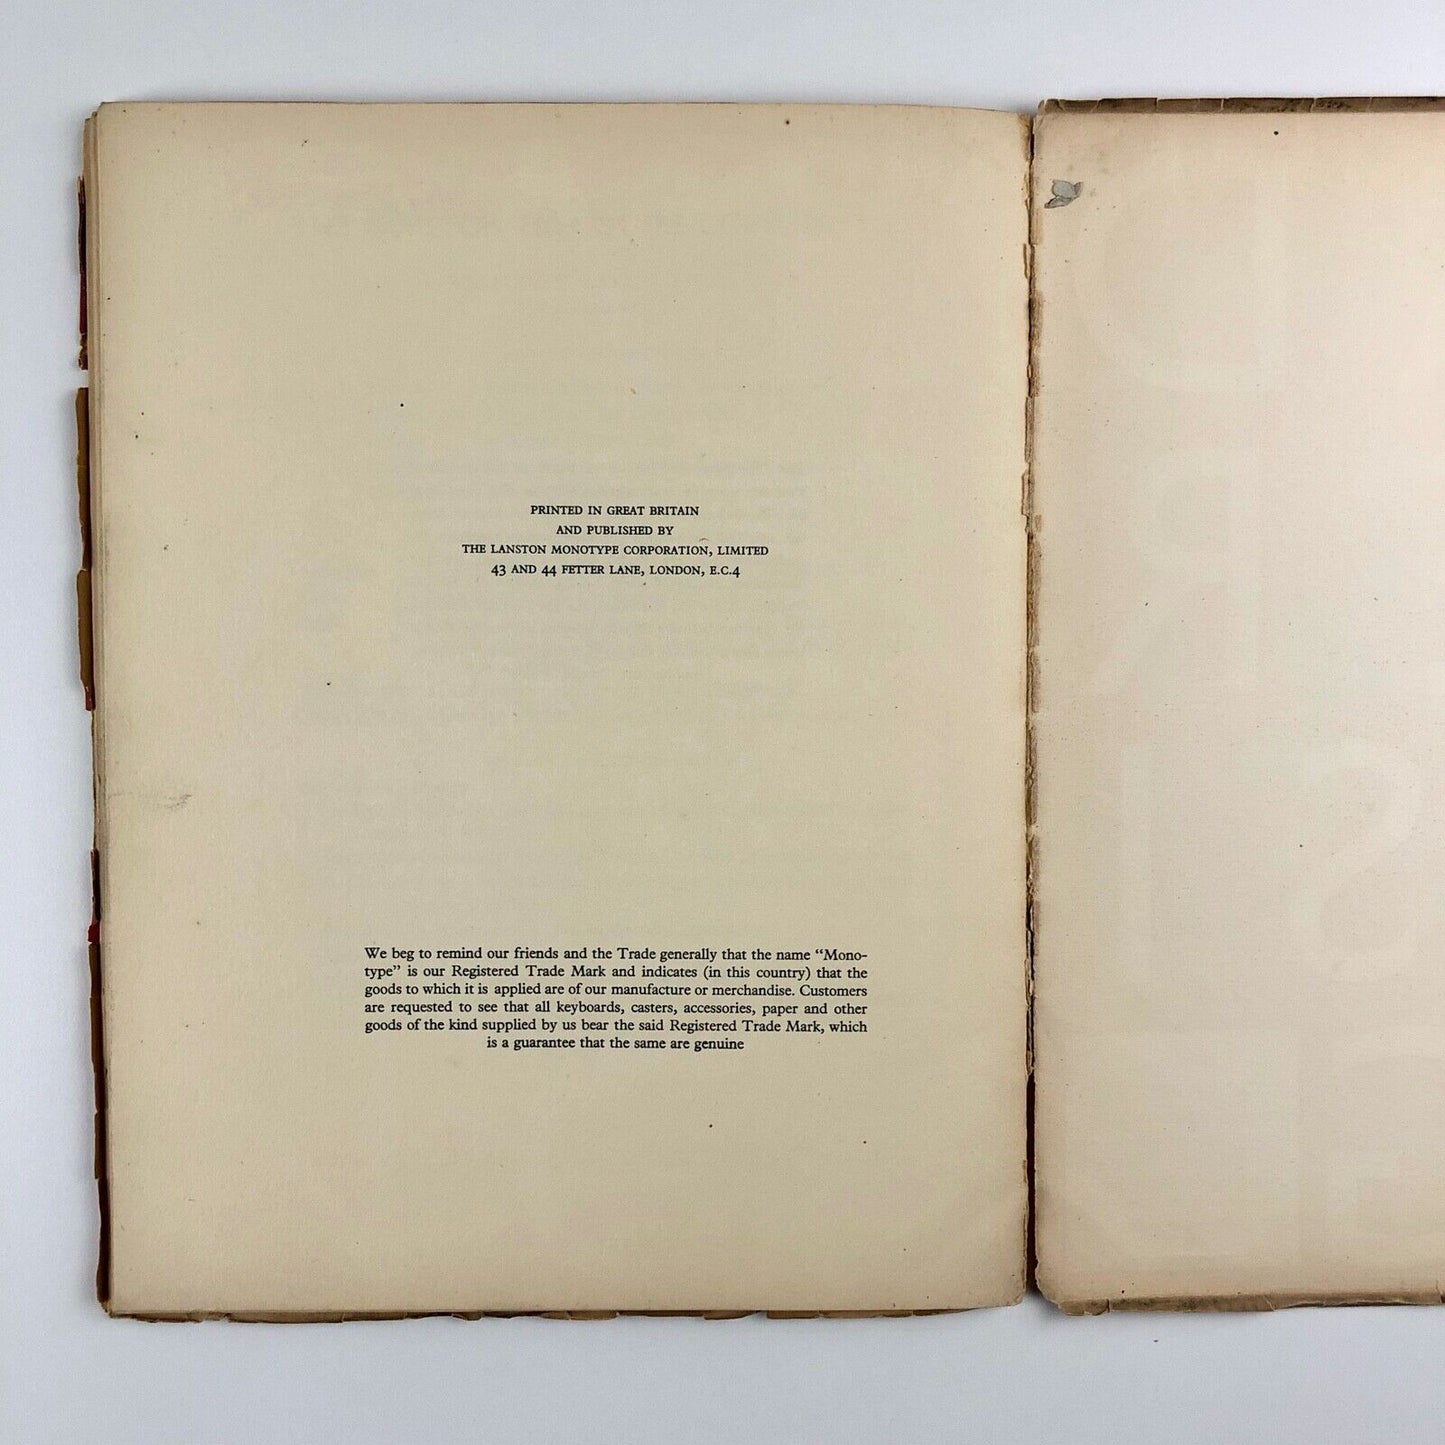 PRINTED IN GREAT BRITAIN
AND PUBLISHED BY
THE LANSTON MONOTYPE CORPORATION, LIMITED
43 AND 44 FETTER LANE, LONDON, E.C.4
We beg to remind our friends and the Trade generally that the name “Mono-
type” is our Registered Trade Mark and indicates (in this country) that the
goods to which it is applied are of our manufacture or merchandise. Customers
are requested to see that all keyboards, casters, accessories, paper and other
goods of the kind supplied by us bear the said Registered Trade Mark, which
is a guarantee that the same are genuine